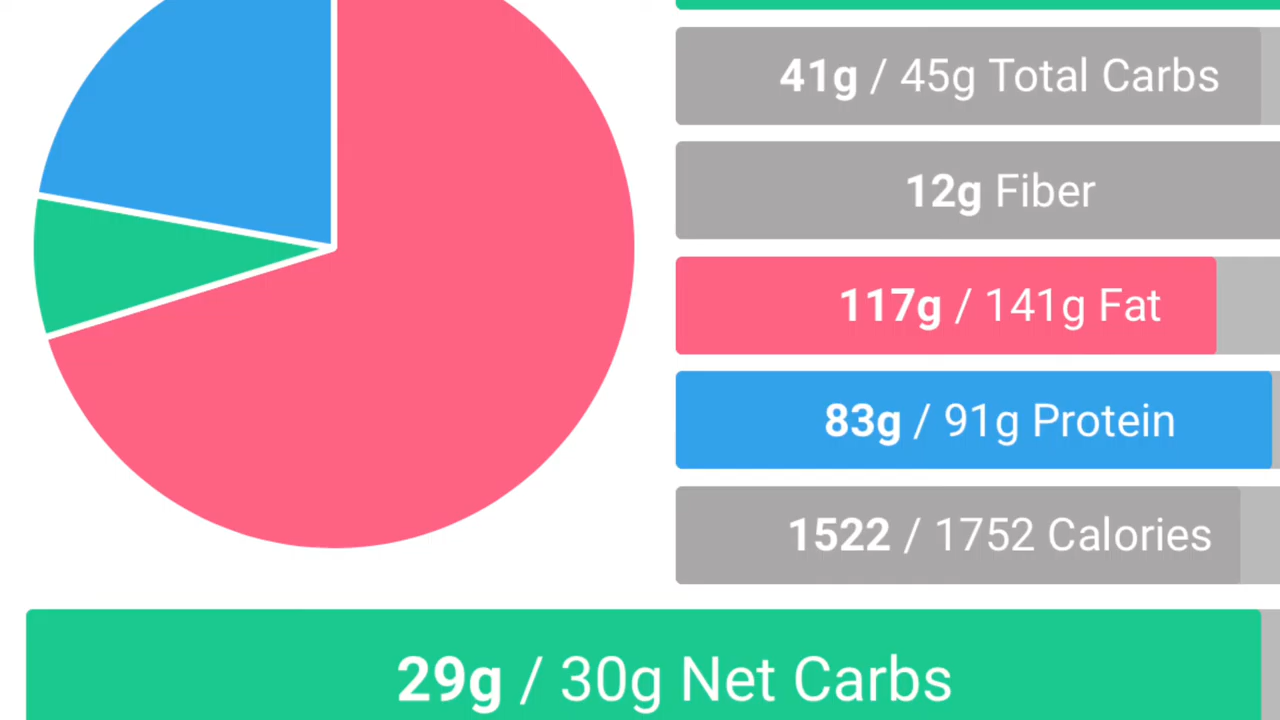 41g / 45g Total Carbs
12g Fiber
117g / 141g Fat
83g / 91g Protein
1522 / 1752 Calories
29g / 30g Net Carbs